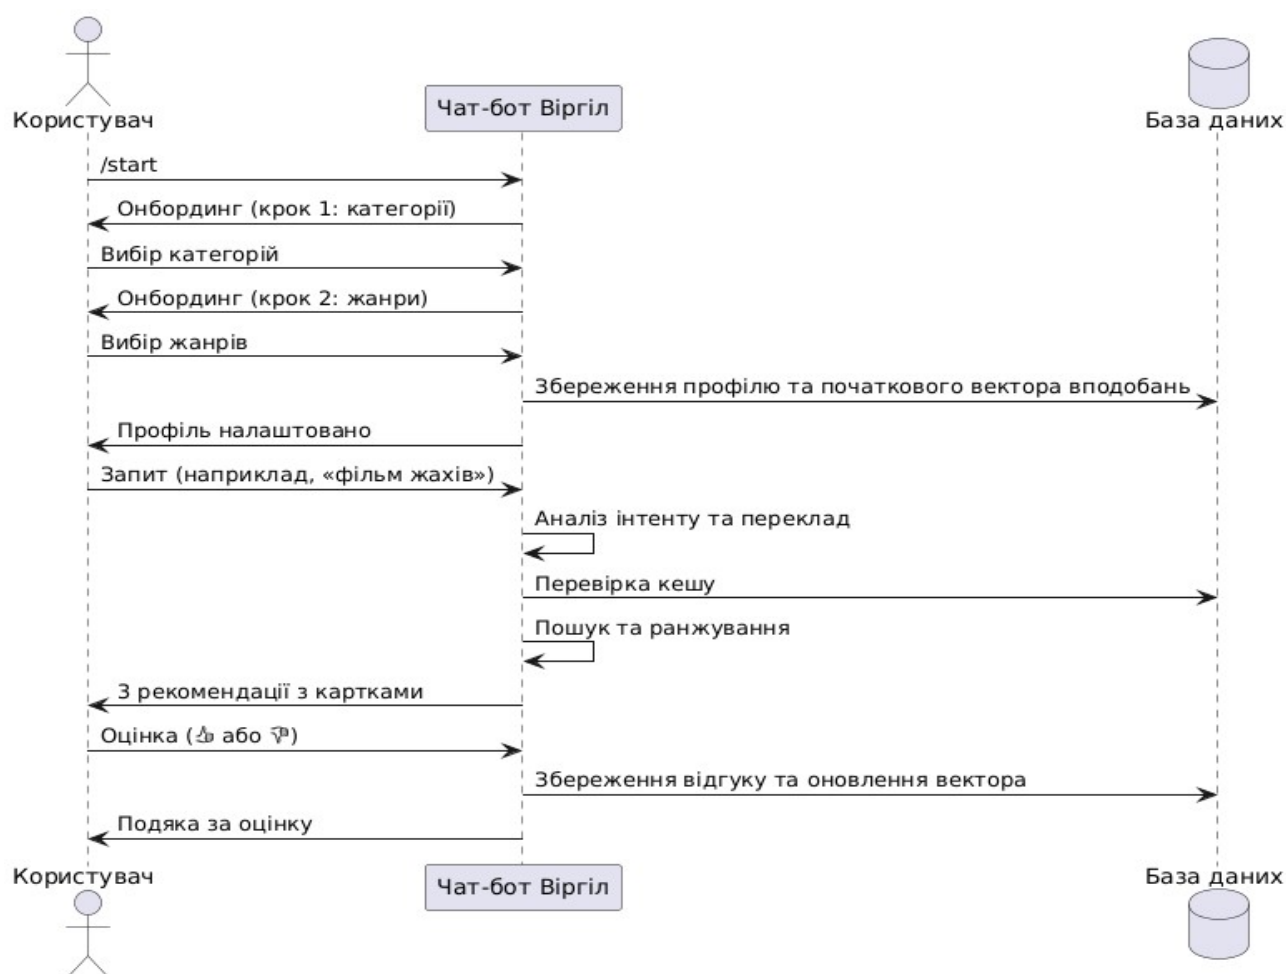 Користувач
Чат-бот Віргіл
База даних
/start
Онбординг (крок 1: категорії)
Вибір категорій
Онбординг (крок 2: жанри)
Вибір жанрів
Збереження профілю та початкового вектора вподобань
Профіль налаштовано
Запит (наприклад, «фільм жахів»)
Аналіз інтенту та переклад
Перевірка кешу
Пошук та ранжування
3 рекомендації з картками
Оцінка (👍 або 👎)
Збереження відгуку та оновлення вектора
Подяка за оцінку
Користувач
Чат-бот Віргіл
База даних